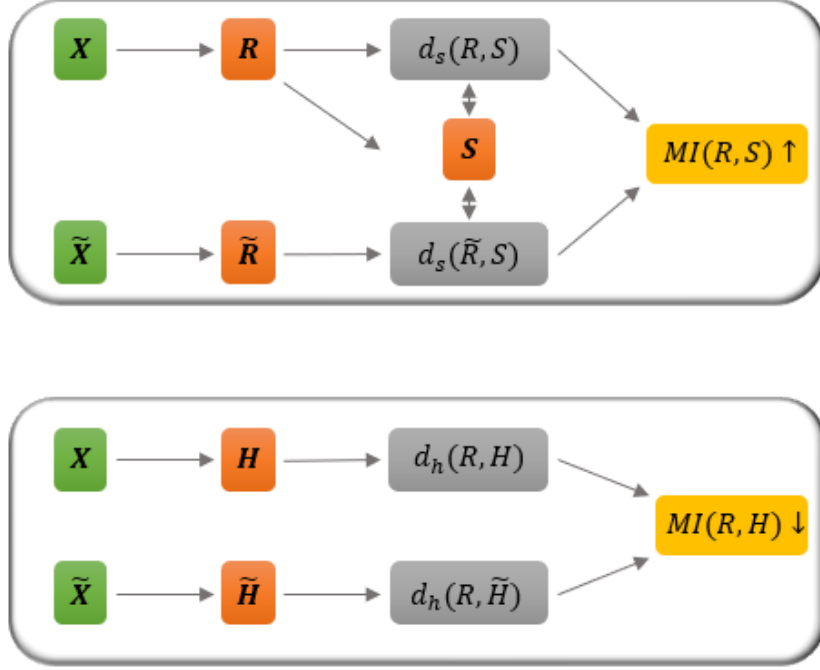 X R d_s(R, S)
S MI(R, S) ↑
X̃ R̃ d_s(R̃, S)
X H d_h(R, H)
MI(R, H) ↓
X̃ H̃ d_h(R, H̃)